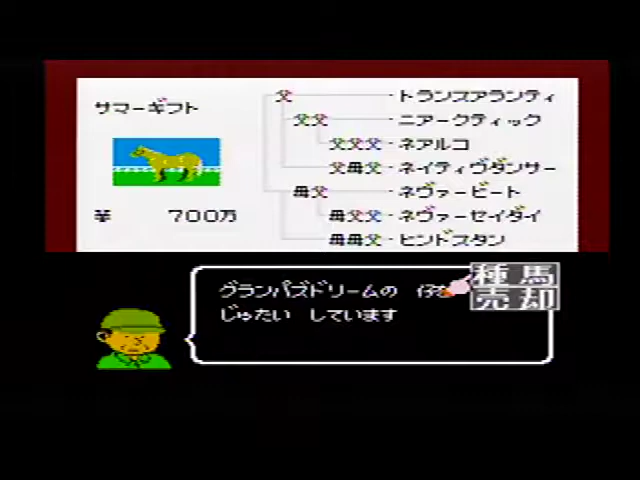 サマーギフト
¥ 700万
父 トランスアランティ
父父 ニアークティック
父父父 ネアルコ
父母父 ネイティヴダンサー
母父 ネヴァービート
母父父 ネヴァーセイダイ
母母父 ヒンドスタン
グランパズドリームの 仔を
じゅたい しています
種馬
売却